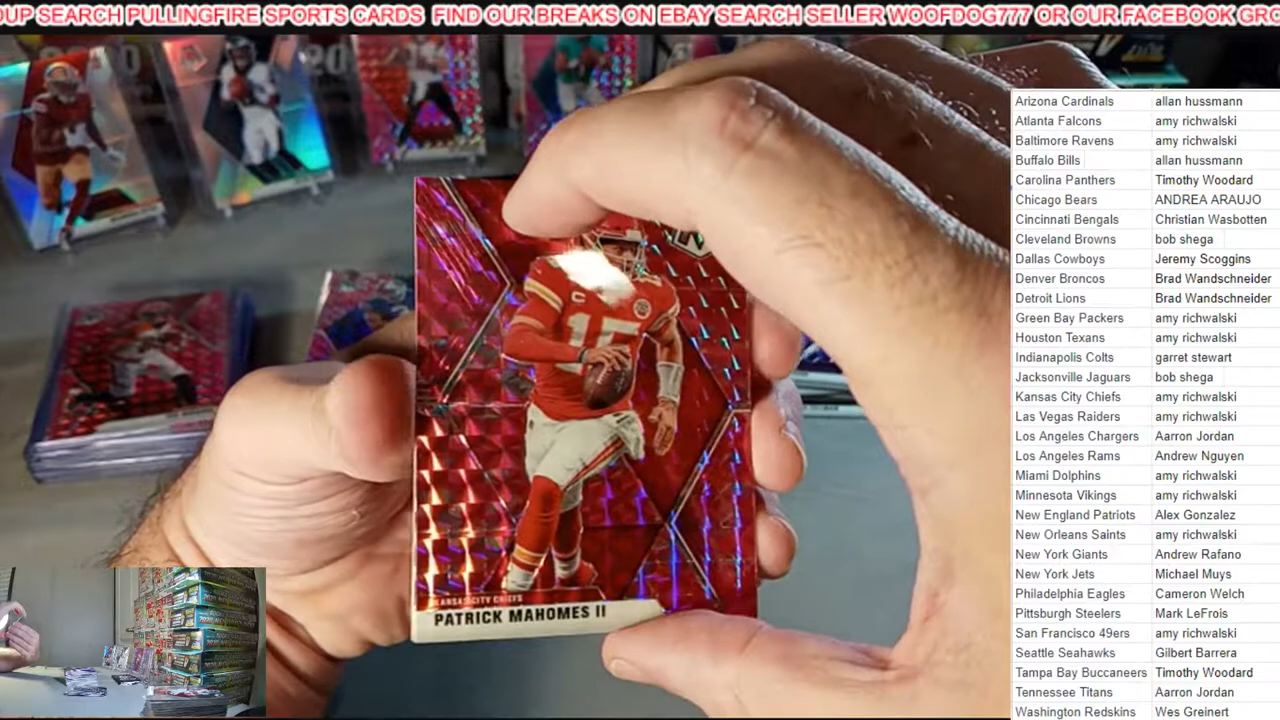 OUP SEARCH PULLINGFIRE SPORTS CARDS FIND OUR BREAKS ON EBAY SEARCH SELLER WOOFDOG777 OR OUR FACEBOOK GRO
Arizona Cardinals allan hussmann
Atlanta Falcons amy richwalski
Baltimore Ravens amy richwalski
Buffalo Bills allan hussmann
Carolina Panthers Timothy Woodard
Chicago Bears ANDREA ARAUJO
Cincinnati Bengals Christian Wasbotten
Cleveland Browns bob shega
Dallas Cowboys Jeremy Scoggins
Denver Broncos Brad Wandschneider
Detroit Lions Brad Wandschneider
Green Bay Packers amy richwalski
Houston Texans amy richwalski
Indianapolis Colts garret stewart
Jacksonville Jaguars bob shega
Kansas City Chiefs amy richwalski
Las Vegas Raiders amy richwalski
Los Angeles Chargers Aarron Jordan
Los Angeles Rams Andrew Nguyen
Miami Dolphins amy richwalski
Minnesota Vikings amy richwalski
New England Patriots Alex Gonzalez
New Orleans Saints amy richwalski
New York Giants Andrew Rafano
New York Jets Michael Muys
Philadelphia Eagles Cameron Welch
Pittsburgh Steelers Mark LeFrois
San Francisco 49ers amy richwalski
Seattle Seahawks Gilbert Barrera
Tampa Bay Buccaneers Timothy Woodard
Tennessee Titans Aarron Jordan
Washington Redskins Wes Greinert
C
15
KANSAS CITY CHIEFS
PATRICK MAHOMES II